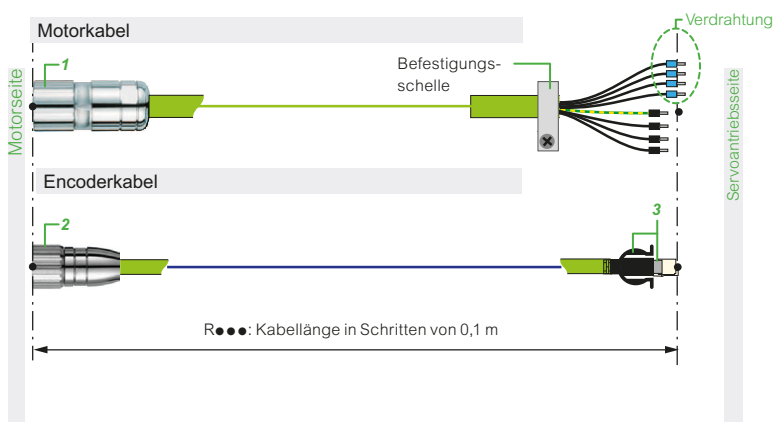 Motorkabel
Verdrahtung
1
Befestigungs-
schelle
Motorseite
Servoantriebsseite
Encoderkabel
2
3
R●●●: Kabellänge in Schritten von 0,1 m